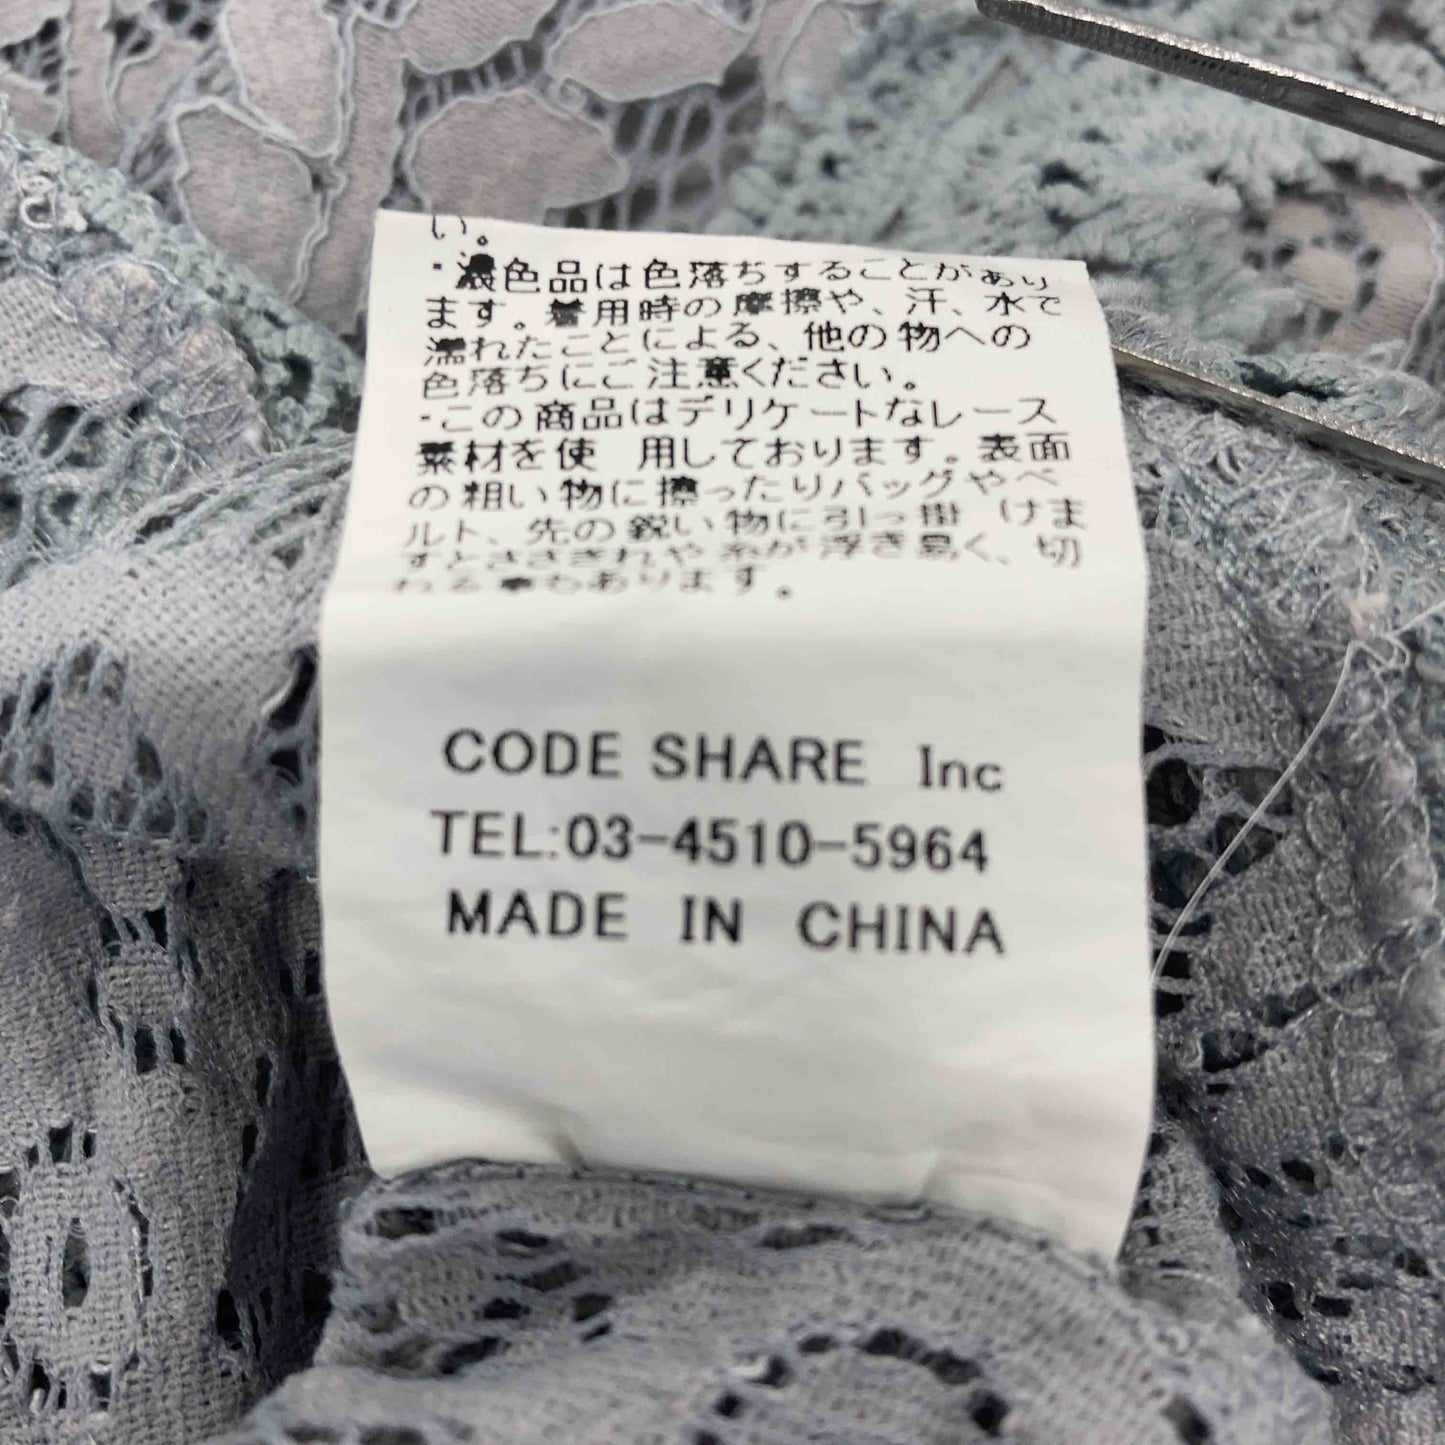 い。
・濃色品は色落ちすることがあり
ます。着用時の摩擦や、汗、水で
濡れたことによる、他の物への
色落ちにご注意ください。
・この商品はデリケートなレース
素材を使 用しております。表面
の粗い物に擦ったりバッグやベ
ルト、先の鋭い物に引っ掛 けま
すとささきれや糸が浮き易く、切
わる事もあります。
CODE SHARE Inc
TEL:03-4510-5964
MADE IN CHINA